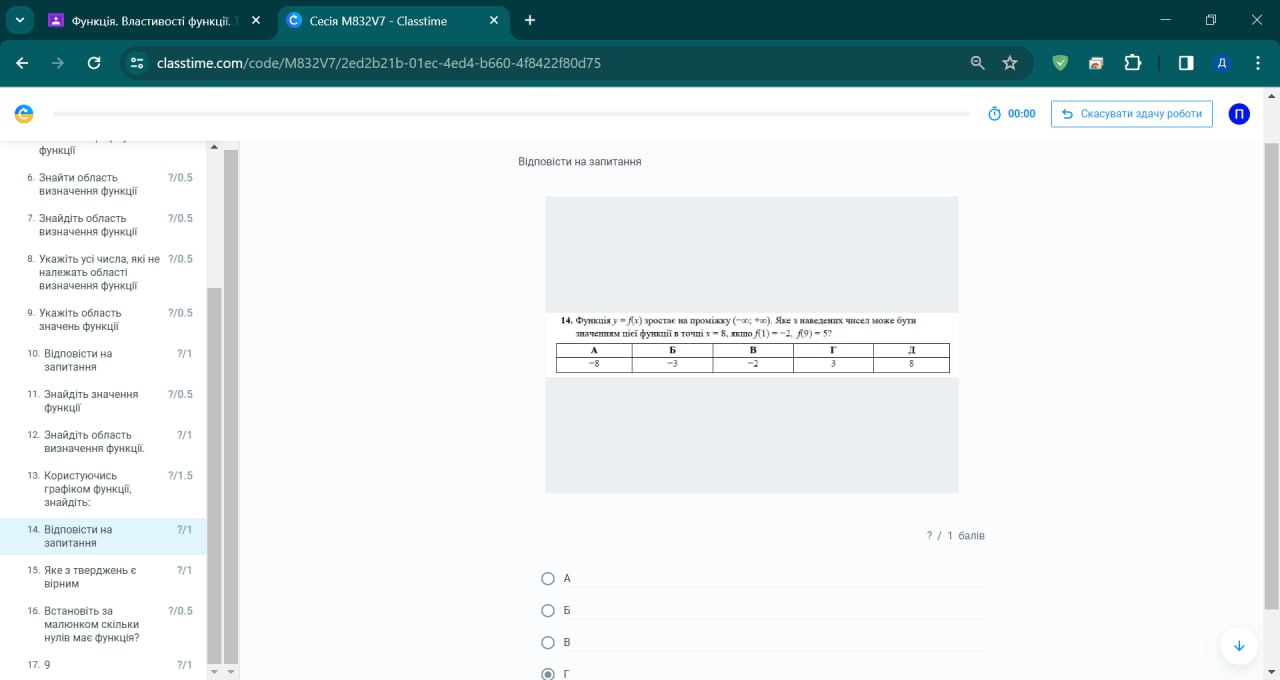 Функція. Властивості функції.
Сесія M832V7 - Classtime
classtime.com/code/M832V7/2ed2b21b-01ec-4ed4-b660-4f8422f80d75
Д
00:00
Скасувати здачу роботи
П
функції
6. Знайти область ?/0.5
визначення функції
7. Знайдіть область ?/0.5
визначення функції
8. Укажіть усі числа, які не ?/0.5
належать області
визначення функції
9. Укажіть область ?/0.5
значень функції
10. Відповісти на ?/1
запитання
11. Знайдіть значення ?/0.5
функції
12. Знайдіть область ?/1
визначення функції.
13. Користуючись ?/1.5
графіком функції,
знайдіть:
14. Відповісти на ?/1
запитання
15. Яке з тверджень є ?/1
вірним
16. Встановіть за ?/0.5
малюнком скільки
нулів має функція?
17. 9 ?/1
Відповісти на запитання
14. Функція y = f(x) зростає на проміжку (−∞; +∞). Яке з наведених чисел може бути
значенням цієї функції в точці x = 8, якщо f(1) = −2, f(9) = 5?
А Б В Г Д
−8 −3 −2 3 8
? / 1 балів
А
Б
В
Г